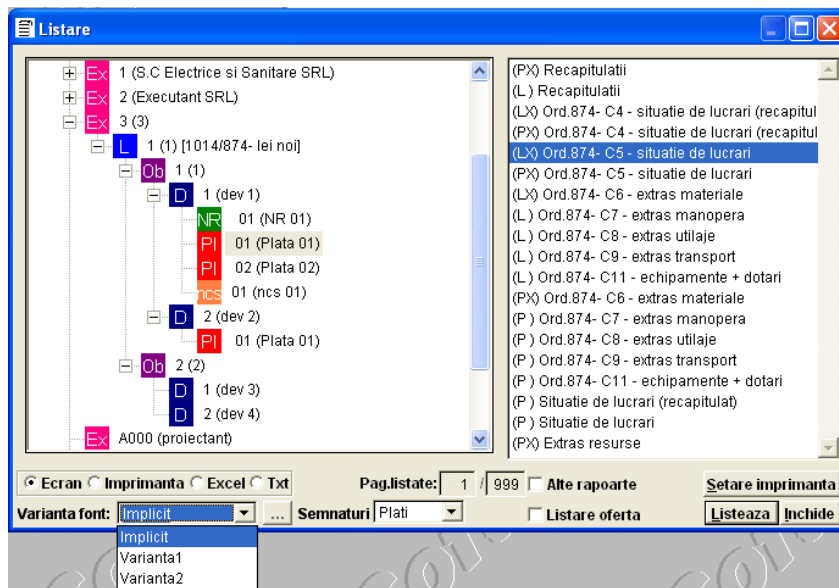 Listare
Ex 1 (S.C Electrice si Sanitare SRL)
Ex 2 (Executant SRL)
Ex 3 (3)
L 1 (1) [1014/874- lei noi]
Ob 1 (1)
D 1 (dev 1)
NR 01 (NR 01)
Pl 01 (Plata 01)
Pl 02 (Plata 02)
ncs 01 (ncs 01)
D 2 (dev 2)
Pl 01 (Plata 01)
Ob 2 (2)
D 1 (dev 3)
D 2 (dev 4)
Ex A000 (proiectant)
(PX) Recapitulatii
(L ) Recapitulatii
(LX) Ord.874- C4 - situatie de lucrari (recapitul
(PX) Ord.874- C4 - situatie de lucrari (recapitul
(LX) Ord.874- C5 - situatie de lucrari
(PX) Ord.874- C5 - situatie de lucrari
(LX) Ord.874- C6 - extras materiale
(L ) Ord.874- C7 - extras manopera
(L ) Ord.874- C8 - extras utilaje
(L ) Ord.874- C9 - extras transport
(L ) Ord.874- C11 - echipamente + dotari
(PX) Ord.874- C6 - extras materiale
(P ) Ord.874- C7 - extras manopera
(P ) Ord.874- C8 - extras utilaje
(P ) Ord.874- C9 - extras transport
(P ) Ord.874- C11 - echipamente + dotari
(P ) Situatie de lucrari (recapitulat)
(P ) Situatie de lucrari
(PX) Extras resurse
Ecran Imprimanta Excel Txt Pag.listate: 1 / 999 Alte rapoarte Setare imprimanta
Varianta font: Implicit ... Semnaturi Plati Listare oferta Listeaza Inchide
Implicit
Varianta1
Varianta2